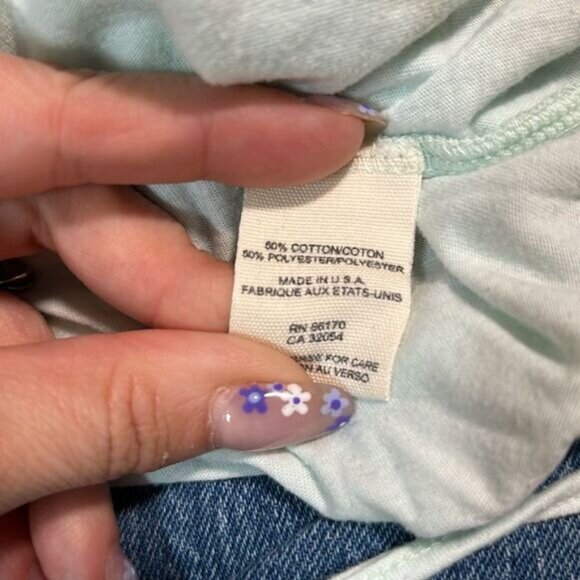 50% COTTON/COTON
50% POLYESTER/POLYESTER
MADE IN U.S.A.
FABRIQUE AUX ETATS-UNIS
RN 66170
CA 32054
FOR CARE
AU VERSO